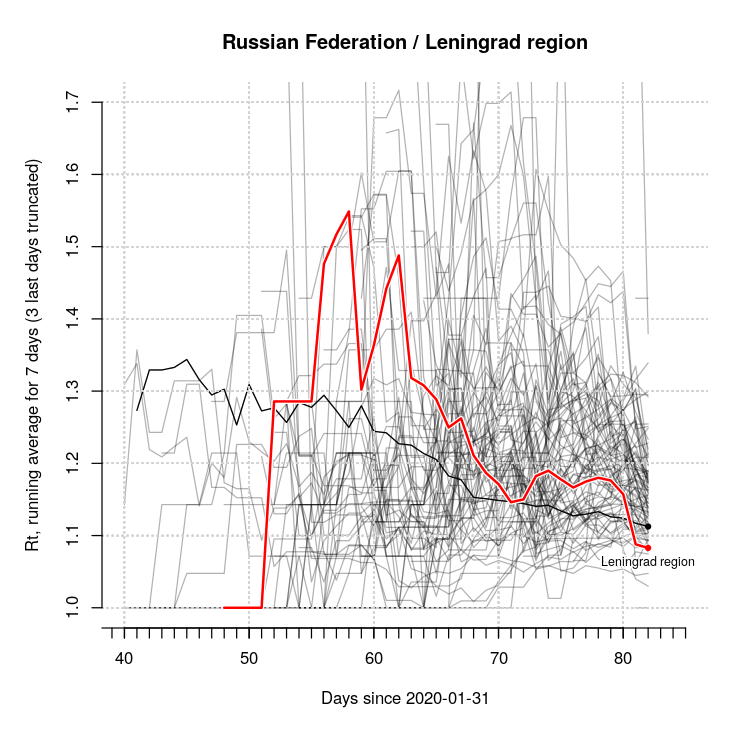 Russian Federation / Leningrad region
Rt, running average for 7 days (3 last days truncated)
1.7
1.6
1.5
1.4
1.3
1.2
1.1
1.0
Leningrad region
40 50 60 70 80
Days since 2020-01-31